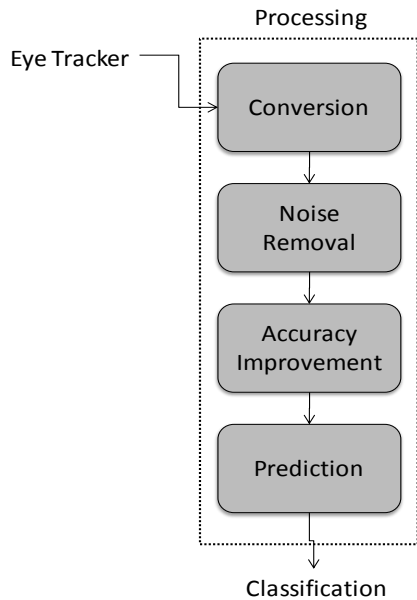 Processing
Eye Tracker
Conversion
Noise
Removal
Accuracy
Improvement
Prediction
Classification